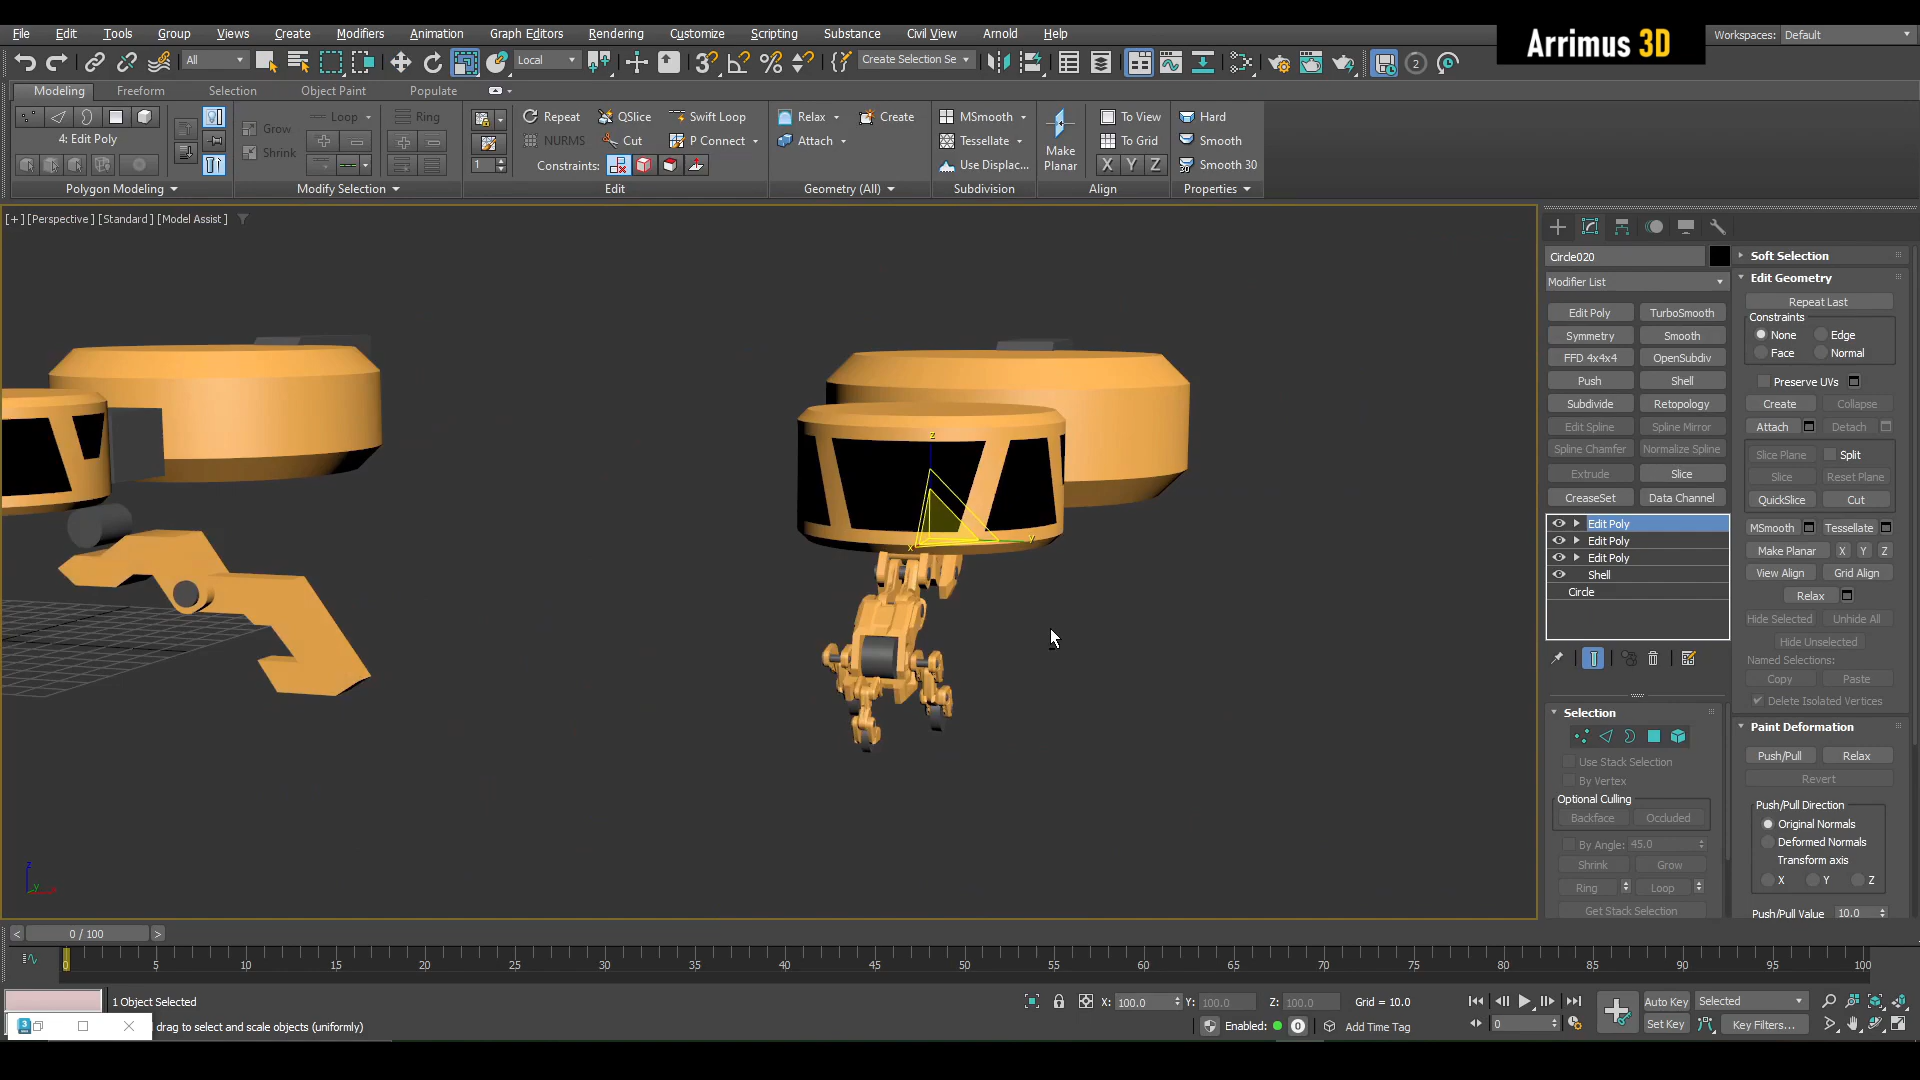 File Edit Tools Group Views Create Modifiers Animation Graph Editors Rendering Customize Scripting Substance Civil View Arnold Help
Arrimus 3D
Workspaces: Default
All Local Create Selection Se 2
Modeling Freeform Selection Object Paint Populate
Grow Loop Ring Repeat QSlice Swift Loop Relax Create MSmooth To View Hard
4: Edit Poly NURMS Cut P Connect Attach Tessellate To Grid Smooth
Shrink 1 Constraints: Use Displac... Make Planar X Y Z Smooth 30
Polygon Modeling Modify Selection Edit Geometry (All) Subdivision Align Properties
[+] [Perspective] [Standard] [Model Assist]
z
x
y
Circle020
Modifier List
Edit Poly TurboSmooth
Symmetry Smooth
FFD 4x4x4 OpenSubdiv
Push Shell
Subdivide Retopology
Edit Spline Spline Mirror
Spline Chamfer Normalize Spline
Extrude Slice
CreaseSet Data Channel
Edit Poly
Edit Poly
Edit Poly
Shell
Circle
Selection
Use Stack Selection
By Vertex
Optional Culling
Backface Occluded
By Angle: 45.0
Shrink Grow
Ring Loop
Get Stack Selection
Soft Selection
Edit Geometry
Repeat Last
Constraints
None Edge
Face Normal
Preserve UVs
Create Collapse
Attach Detach
Slice Plane Split
Slice Reset Plane
QuickSlice Cut
MSmooth Tessellate
Make Planar X Y Z
View Align Grid Align
Relax
Hide Selected Unhide All
Hide Unselected
Named Selections:
Copy Paste
Delete Isolated Vertices
Paint Deformation
Push/Pull Relax
Revert
Push/Pull Direction
Original Normals
Deformed Normals
Transform axis
X Y Z
Push/Pull Value 10.0
z
y
< 0 / 100 >
0 5 10 15 20 25 30 35 40 45 50 55 60 65 70 75 80 85 90 95 100
1 Object Selected X: 100.0 Y: 100.0 Z: 100.0 Grid = 10.0 Auto Key Selected
3 drag to select and scale objects (uniformly) Enabled: 0 Add Time Tag 0 Set Key Key Filters...